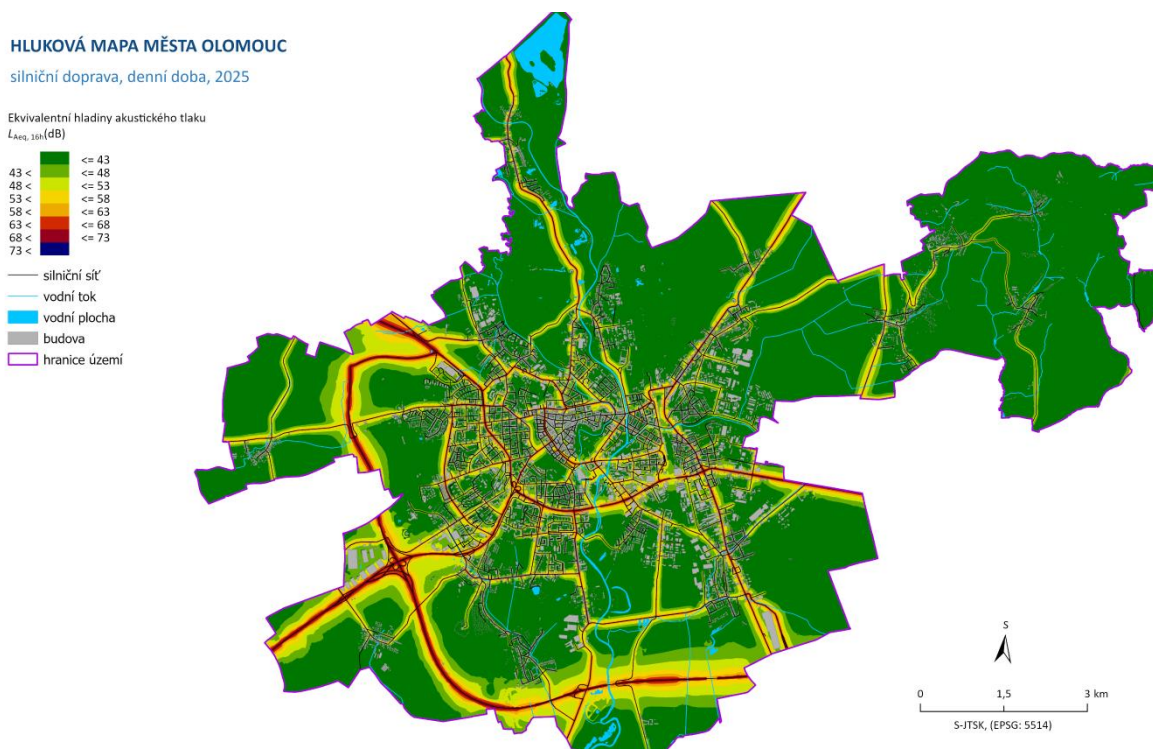 HLUKOVÁ MAPA MĚSTA OLOMOUC
silniční doprava, denní doba, 2025
Ekvivalentní hladiny akustického tlaku
LAeq, 16h(dB)
<= 43
43 < <= 48
48 < <= 53
53 < <= 58
58 < <= 63
63 < <= 68
68 < <= 73
73 <
silniční síť
vodní tok
vodní plocha
budova
hranice území
S
0 1,5 3 km
S-JTSK, (EPSG: 5514)